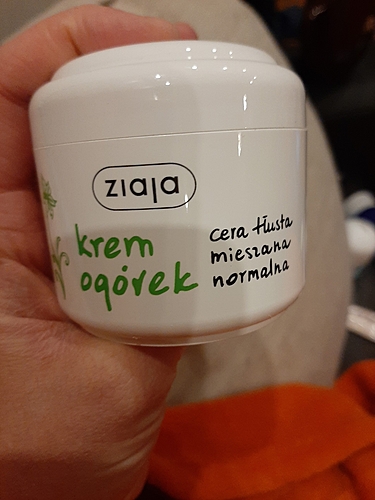 ziaja
krem
ogórek
cera tłusta
mieszana
normalna